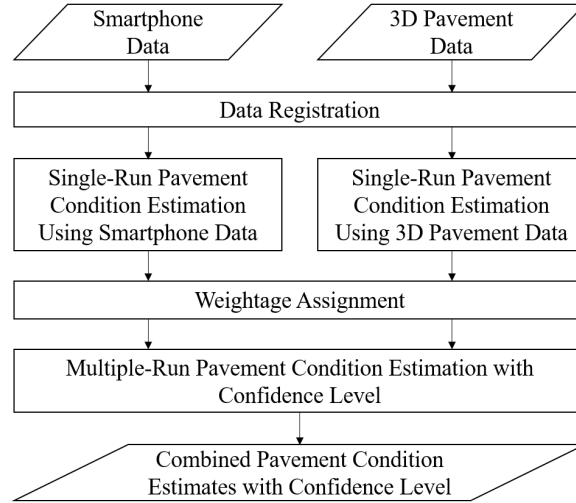 Smartphone
Data
3D Pavement
Data
Data Registration
Single-Run Pavement
Condition Estimation
Using Smartphone Data
Single-Run Pavement
Condition Estimation
Using 3D Pavement Data
Weightage Assignment
Multiple-Run Pavement Condition Estimation with
Confidence Level
Combined Pavement Condition
Estimates with Confidence Level